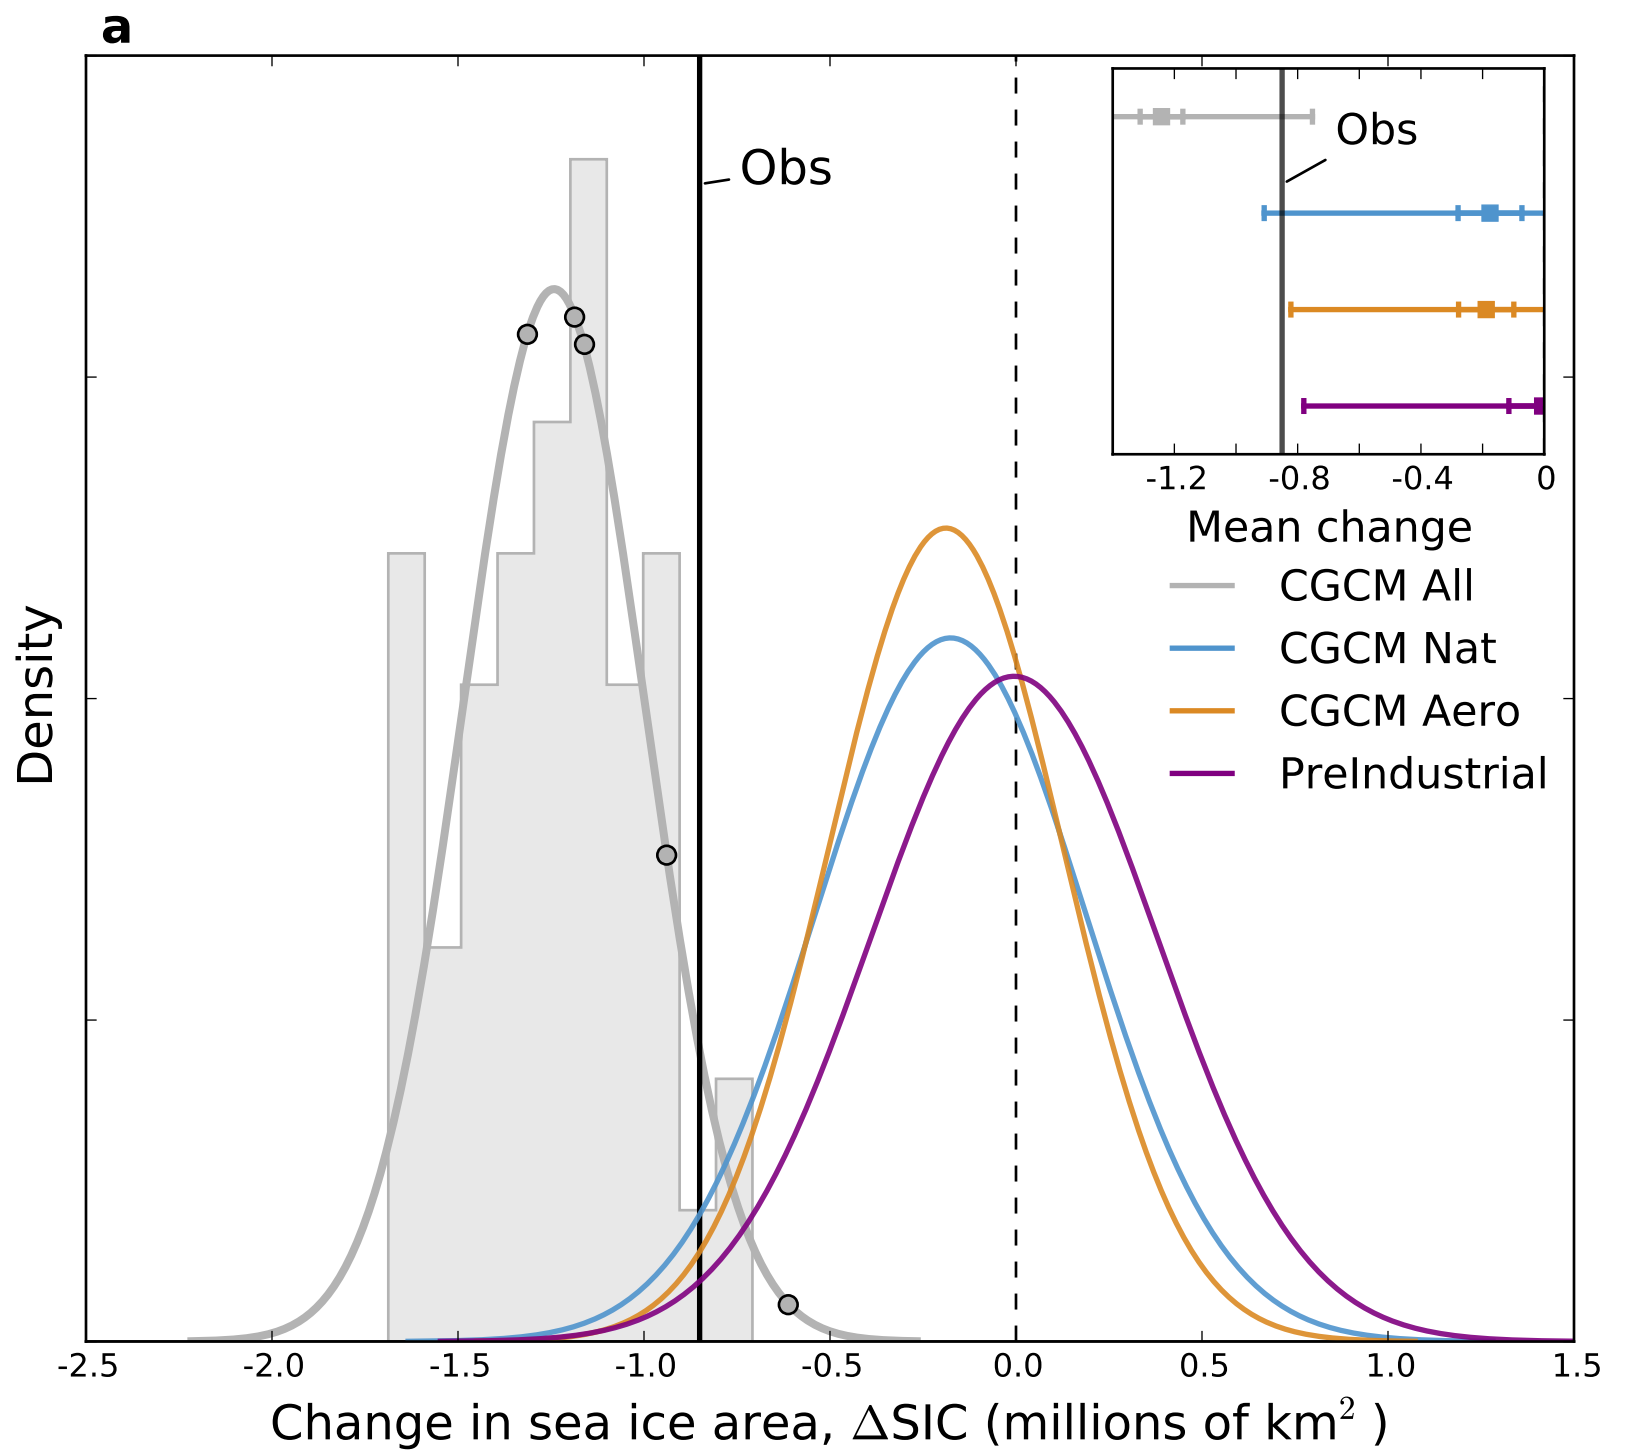 a
Obs
Obs
-1.2 -0.8 -0.4 0
Mean change
CGCM All
CGCM Nat
CGCM Aero
PreIndustrial
Density
-2.5 -2.0 -1.5 -1.0 -0.5 0.0 0.5 1.0 1.5
Change in sea ice area, ΔSIC (millions of km² )